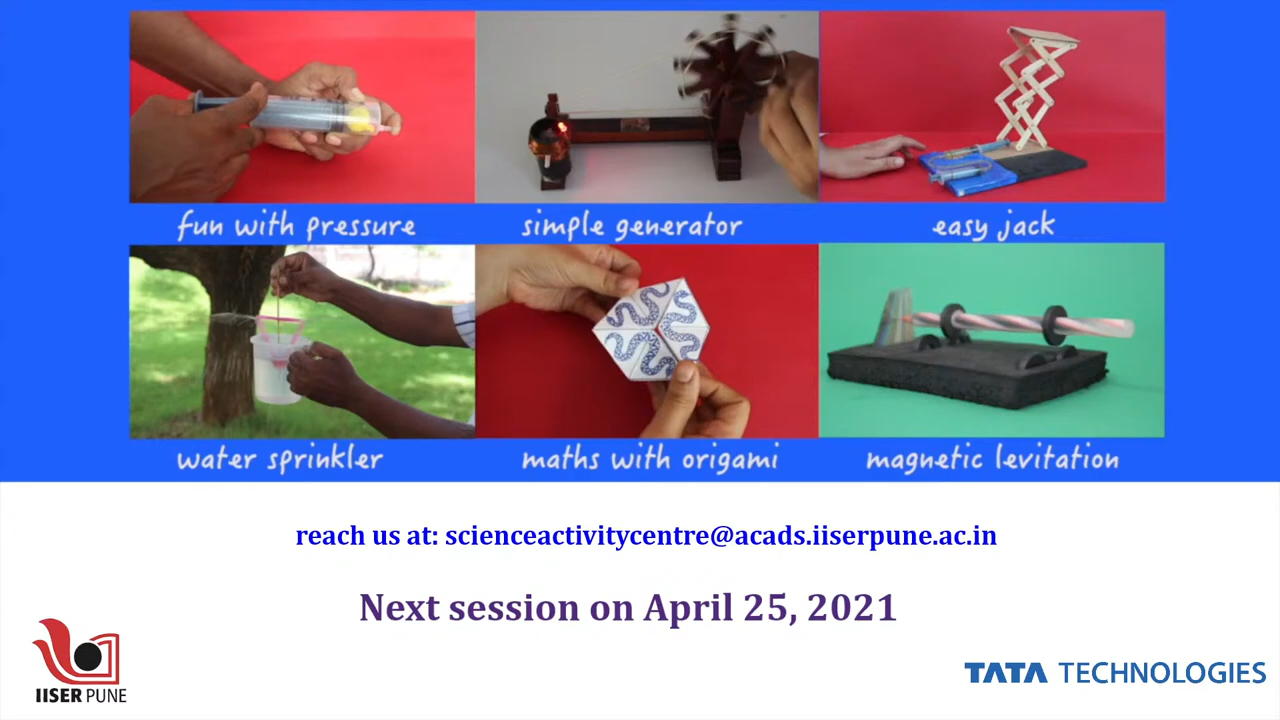 fun with pressure
simple generator
easy jack
water sprinkler
maths with origami
magnetic levitation
reach us at: scienceactivitycentre@acads.iiserpune.ac.in
Next session on April 25, 2021
IISER PUNE
TATA TECHNOLOGIES